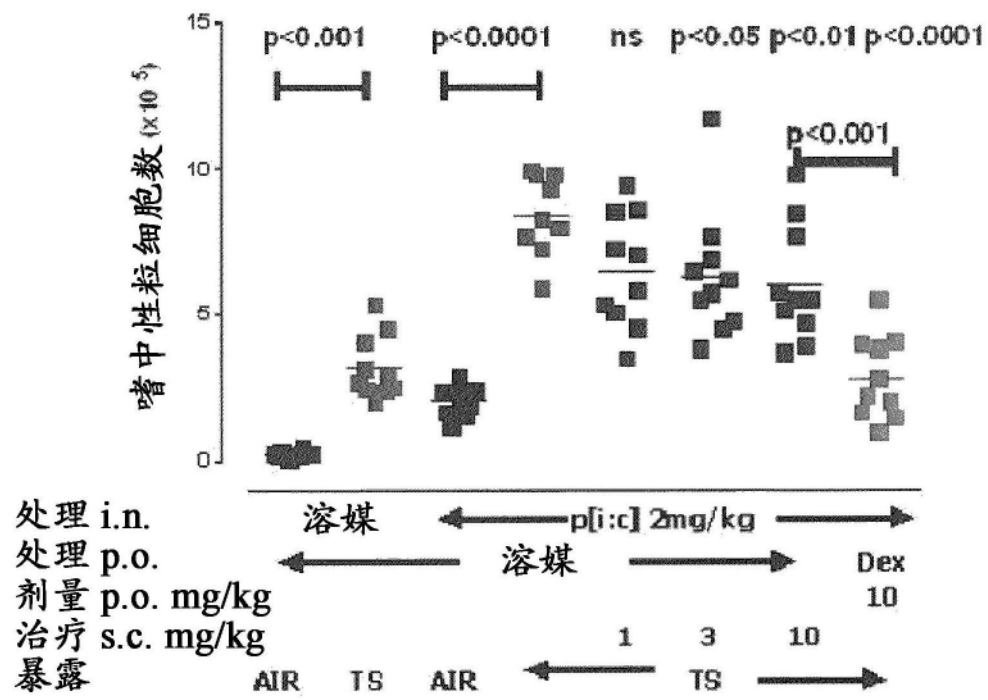 15
p<0.001 p<0.0001 ns p<0.05 p<0.01 p<0.0001
p<0.001
10
5
0
嗜中性粒细胞数 (x 10 5)
处理 i.n. 溶媒 p[i:c] 2mg/kg
处理 p.o. 溶媒 Dex
剂量 p.o. mg/kg 10
治疗 s.c. mg/kg 1 3 10
暴露 AIR TS AIR TS